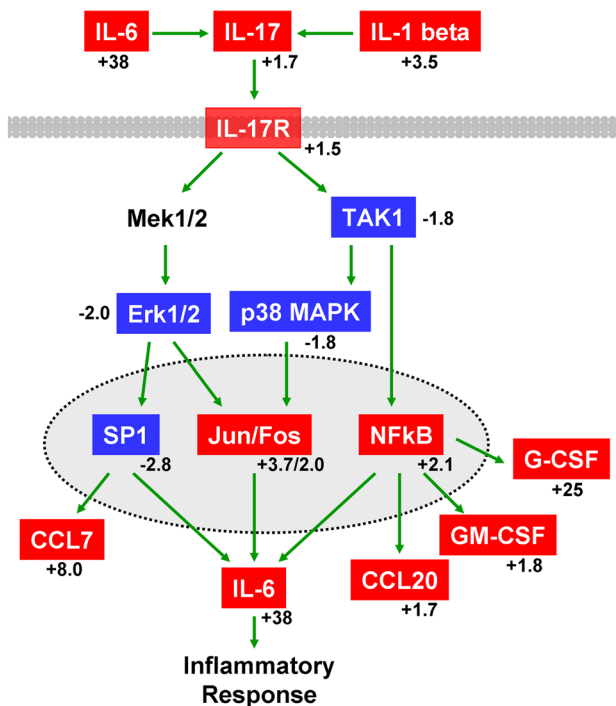 IL-6 IL-17 IL-1 beta
+38 +1.7 +3.5
IL-17R
+1.5
Mek1/2 TAK1 -1.8
-2.0 Erk1/2 p38 MAPK
-1.8
SP1 Jun/Fos NFkB
-2.8 +3.7/2.0 +2.1
G-CSF
+25
CCL7 GM-CSF
+8.0 +1.8
IL-6 CCL20
+38 +1.7
Inflammatory
Response